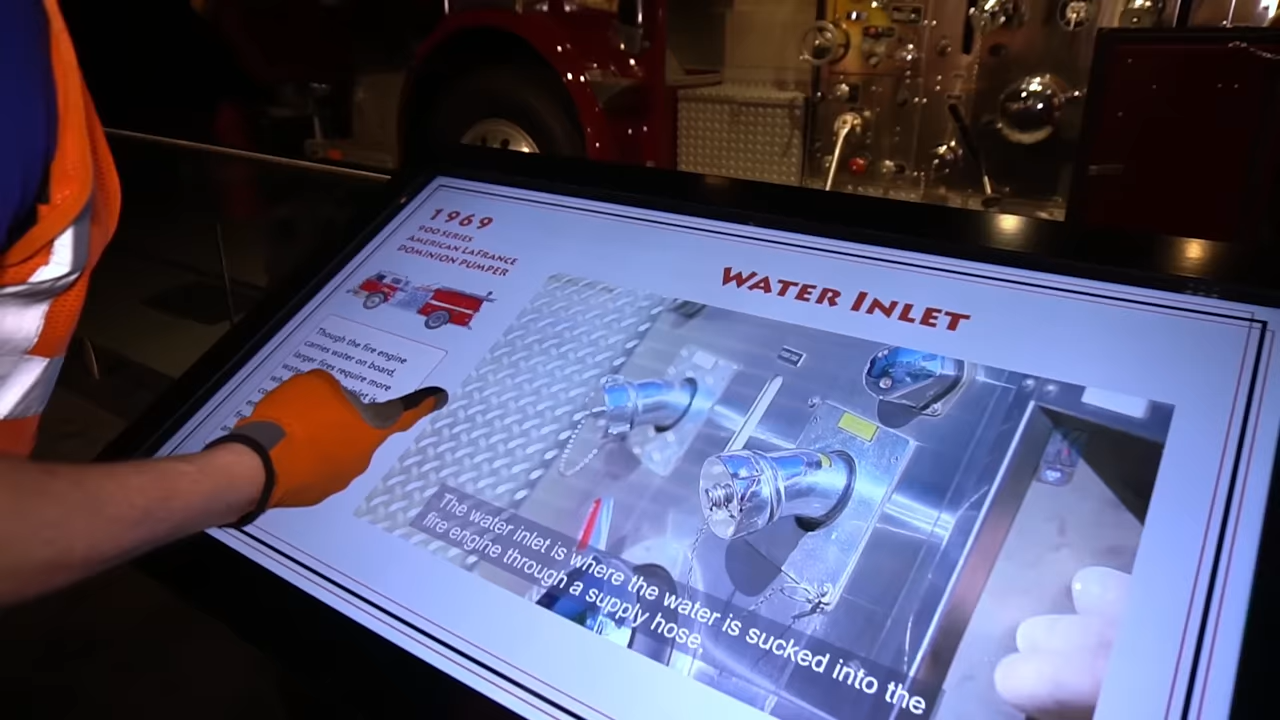 1969
900 Series
American LaFrance
Dominion Pumper
Water Inlet
Though the fire engine
carries water on board,
larger fires require more
The water inlet is where the water is sucked into the
fire engine through a supply hose.